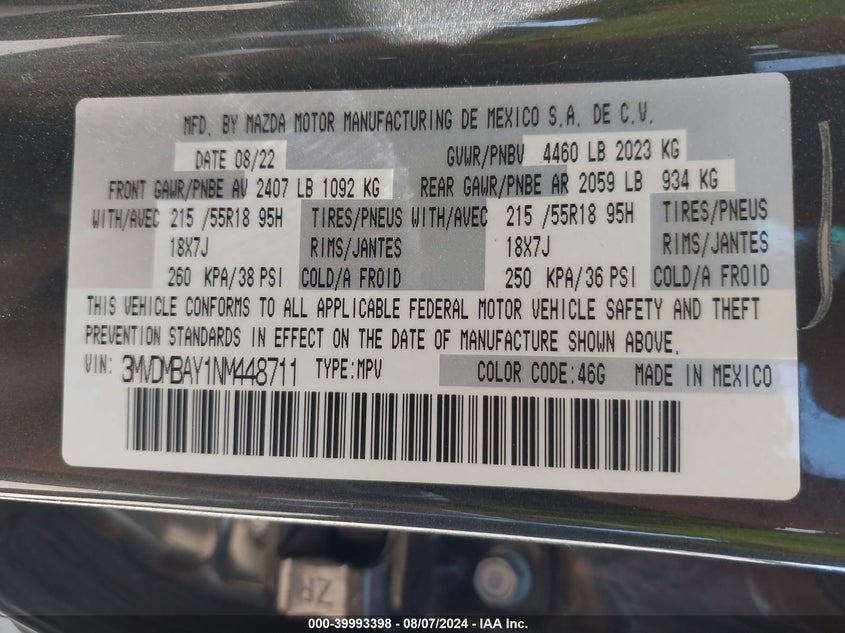 MFD. BY MAZDA MOTOR MANUFACTURING DE MEXICO S.A. DE C.V.
DATE 08/22 GVWR/PNBV 4460 LB 2023 KG
FRONT GAWR/PNBE AV 2407 LB 1092 KG REAR GAWR/PNBE AR 2059 LB 934 KG
WITH/AVEC 215 /55R18 95H TIRES/PNEUS WITH/AVEC 215 /55R18 95H TIRES/PNEUS
18X7J RIMS/JANTES 18X7J RIMS/JANTES
260 KPA/38 PSI COLD/A FROID 250 KPA/36 PSI COLD/A FROID
THIS VEHICLE CONFORMS TO ALL APPLICABLE FEDERAL MOTOR VEHICLE SAFETY AND THEFT
PREVENTION STANDARDS IN EFFECT ON THE DATE OF MANUFACTURE SHOWN ABOVE.
VIN: 3MVDMBAY1NM448711 TYPE:MPV COLOR CODE:46G MADE IN MEXICO
ZR
000-39993398 - 08/07/2024 - IAA Inc.